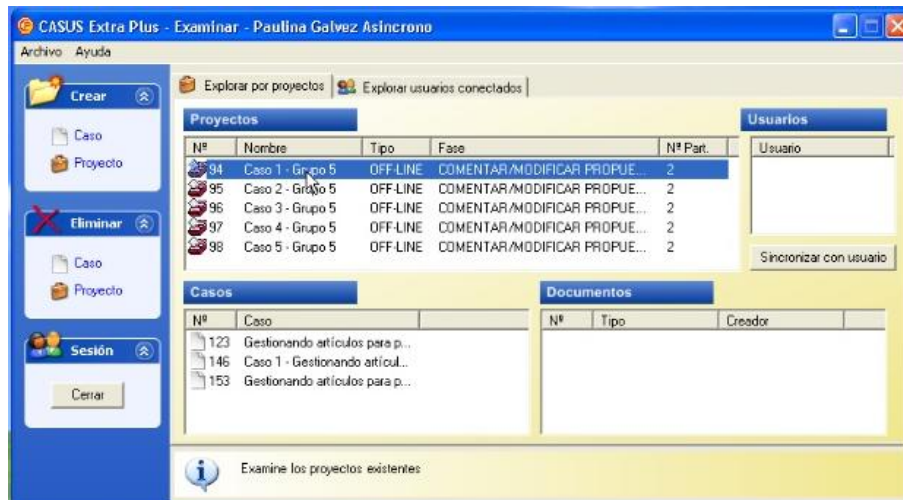 CASUS Extra Plus - Examinar - Paulina Galvez Asincrono
Archivo Ayuda
Crear
Caso
Proyecto
Eliminar
Caso
Proyecto
Sesión
Cerrar
Explorar por proyectos Explorar usuarios conectados
Proyectos
Nº Nombre Tipo Fase Nª Part.
94 Caso 1 - Grupo 5 OFF-LINE COMENTAR/MODIFICAR PROPUE... 2
95 Caso 2 - Grupo 5 OFF-LINE COMENTAR/MODIFICAR PROPUE... 2
96 Caso 3 - Grupo 5 OFF-LINE COMENTAR/MODIFICAR PROPUE... 2
97 Caso 4 - Grupo 5 OFF-LINE COMENTAR/MODIFICAR PROPUE... 2
98 Caso 5 - Grupo 5 OFF-LINE COMENTAR/MODIFICAR PROPUE... 2
Usuarios
Usuario
Sincronizar con usuario
Casos
Nº Caso
123 Gestionando artículos para p...
146 Caso 1 - Gestionando artícul...
153 Gestionando artículos para p...
Documentos
Nº Tipo Creador
Examine los proyectos existentes